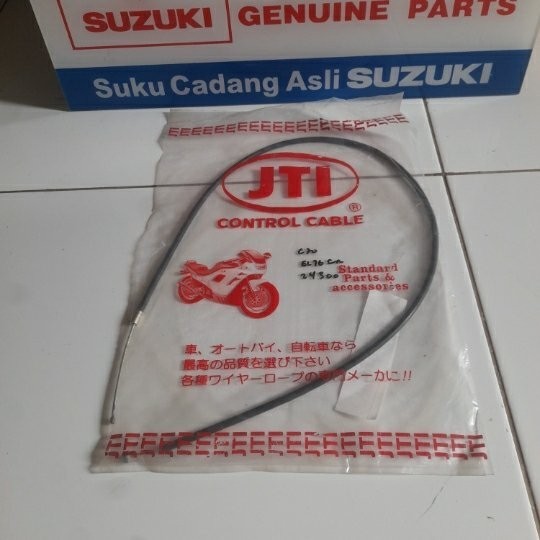 SUZUKI GENUINE PARTS
Suku Cadang Asli SUZUKI
JTI
®
CONTROL CABLE
C70
24300
Standard
Parts &
accessories
車、オートバイ、自転車なら
最高の品質を選び下さい
各種ワイヤーロープの専門メーカに!!